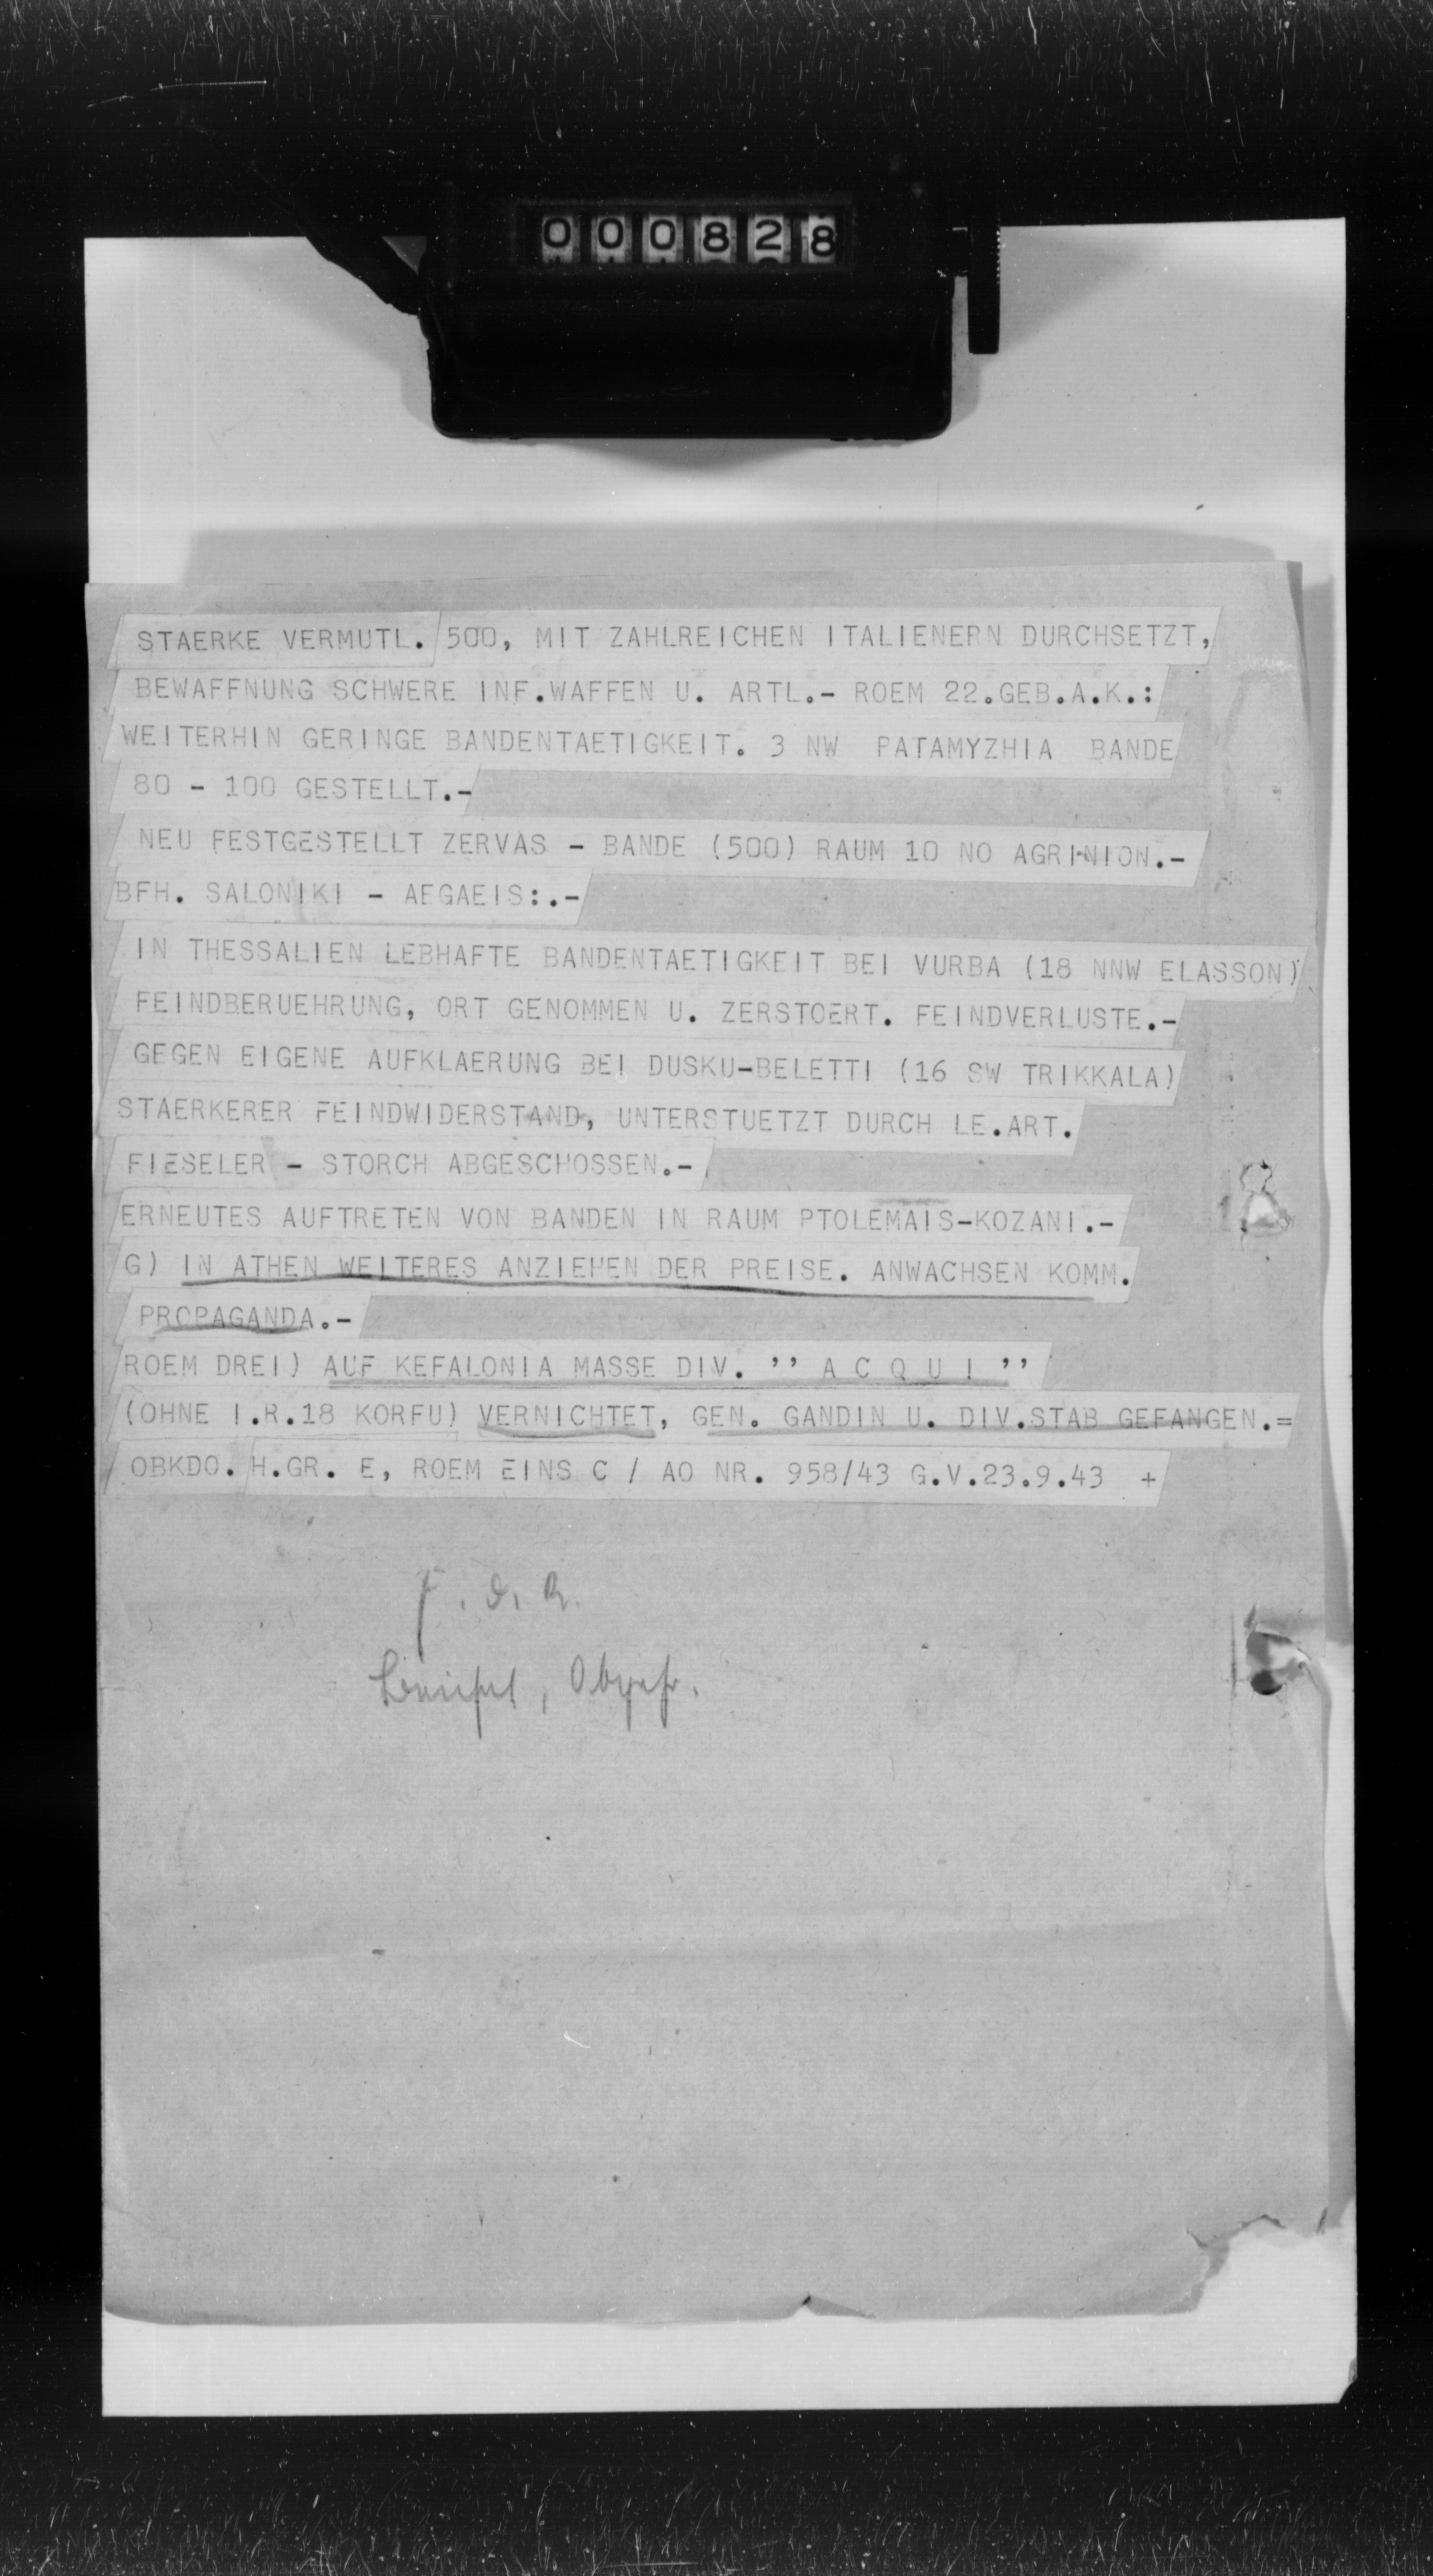 000828
STAERKE VERMUTL. 500, MIT ZAHLREICHEN ITALIENERN DURCHSETZT,
BEWAFFNUNG SCHWERE INF.WAFFEN U. ARTL.- ROEM 22.GEB.A.K.:
WEITERHIN GERINGE BANDENTAETIGKEIT. 3 NW PATAMYZHIA BANDE
80 - 100 GESTELLT.-
NEU FESTGESTELLT ZERVAS - BANDE (500) RAUM 10 NO AGRINION.-
BFH. SALONIKI - AEGAEIS:.-
IN THESSALIEN LEBHAFTE BANDENTAETIGKEIT BEI VURBA (18 NNW ELASSON)
FEINDBERUEHRUNG, ORT GENOMMEN U. ZERSTOERT. FEINDVERLUSTE.-
GEGEN EIGENE AUFKLAERUNG BEI DUSKU-BELETTI (16 SW TRIKKALA)
STAERKERER FEINDWIDERSTAND, UNTERSTUETZT DURCH LE.ART.
FIESELER - STORCH ABGESCHOSSEN.-
ERNEUTES AUFTRETEN VON BANDEN IN RAUM PTOLEMAIS-KOZANI.-
G) IN ATHEN WEITERES ANZIEHEN DER PREISE. ANWACHSEN KOMM.
PROPAGANDA.-
ROEM DREI) AUF KEFALONIA MASSE DIV. '' A C Q U I ''
(OHNE I.R.18 KORFU) VERNICHTET, GEN. GANDIN U. DIV.STAB GEFANGEN.=
OBKDO. H.GR. E, ROEM EINS C / AO NR. 958/43 G.V.23.9.43 +
F. d. R.
Obgefr.